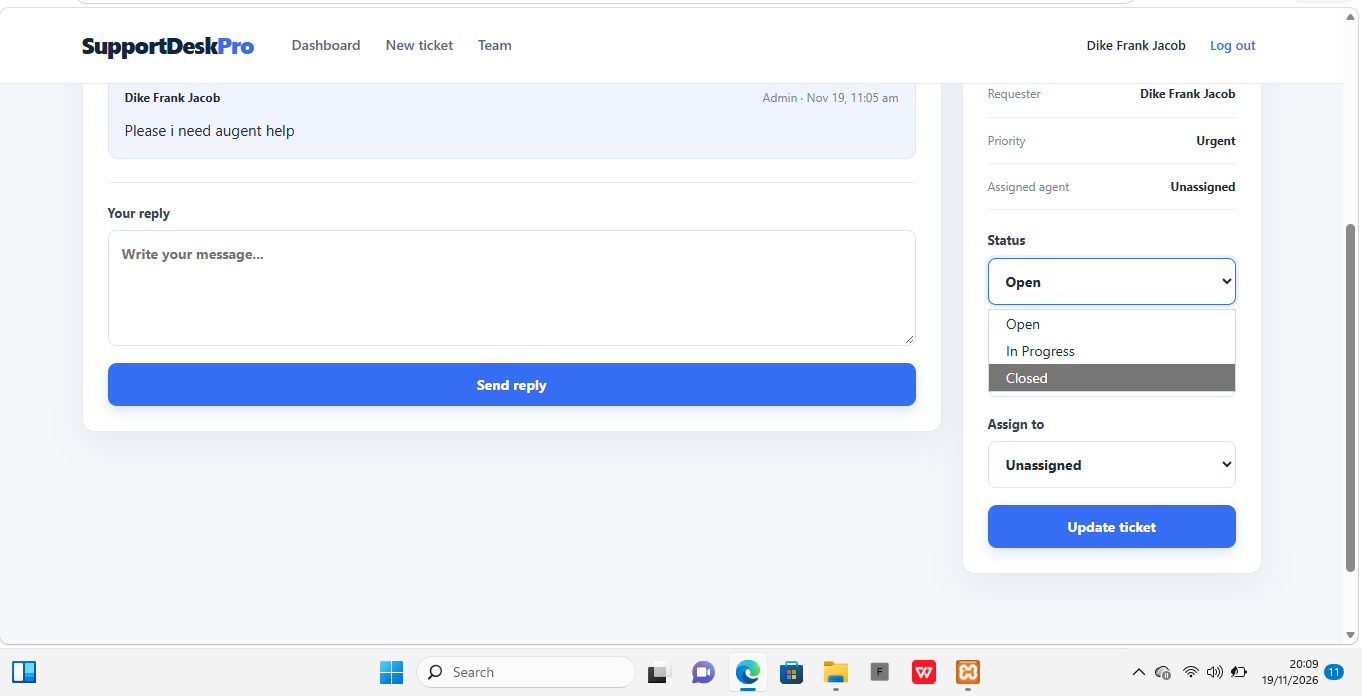 SupportDeskPro
Dashboard
New ticket
Team
Dike Frank Jacob
Log out
Dike Frank Jacob
Admin · Nov 19, 11:05 am
Please i need augent help
Your reply
Write your message...
Send reply
Requester
Dike Frank Jacob
Priority
Urgent
Assigned agent
Unassigned
Status
Open
Open
In Progress
Closed
Assign to
Unassigned
Update ticket
Search
F
W
20:09
19/11/2026
11